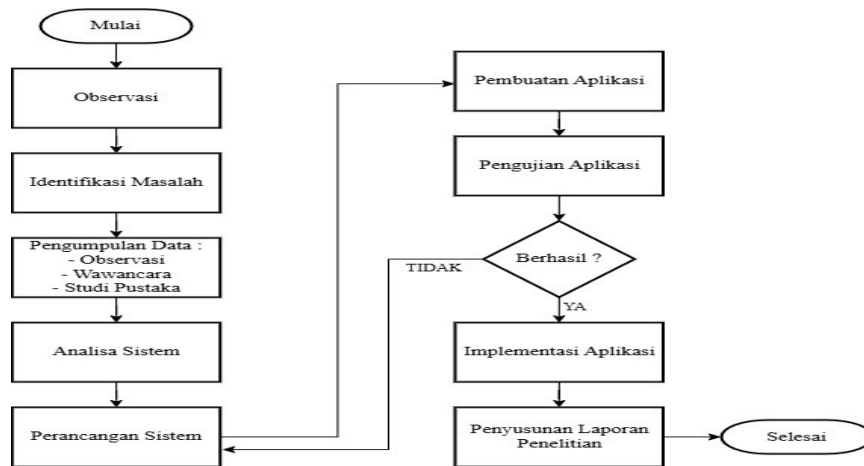 Mulai
Observasi
Identifikasi Masalah
Pengumpulan Data :
- Observasi
- Wawancara
- Studi Pustaka
Analisa Sistem
Perancangan Sistem
Pembuatan Aplikasi
Pengujian Aplikasi
Berhasil ?
TIDAK
YA
Implementasi Aplikasi
Penyusunan Laporan
Penelitian
Selesai